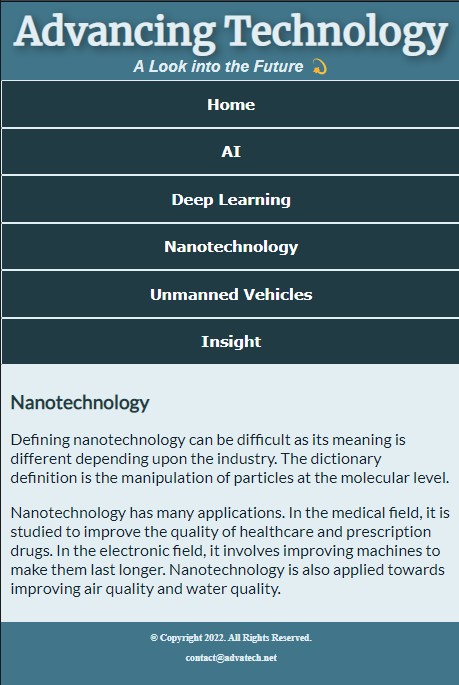 Advancing Technology
A Look into the Future 💫
Home
AI
Deep Learning
Nanotechnology
Unmanned Vehicles
Insight
Nanotechnology
Defining nanotechnology can be difficult as its meaning is
different depending upon the industry. The dictionary
definition is the manipulation of particles at the molecular level.
Nanotechnology has many applications. In the medical field, it is
studied to improve the quality of healthcare and prescription
drugs. In the electronic field, it involves improving machines to
make them last longer. Nanotechnology is also applied towards
improving air quality and water quality.
© Copyright 2022. All Rights Reserved.
contact@advatech.net